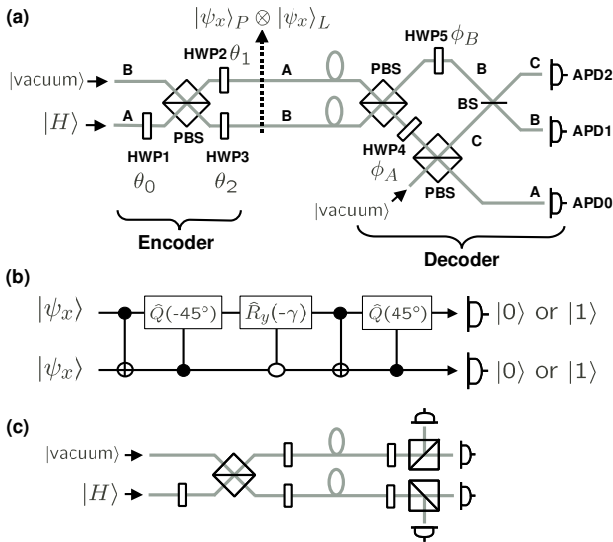 (a)
|ψx⟩P ⊗ |ψx⟩L
HWP5 ϕB
HWP2 θ1
|vacuum⟩ B A PBS B C APD2
|H⟩ A B BS
PBS HWP4 C B APD1
HWP1 HWP3 ϕA
θ0 θ2 PBS A APD0
|vacuum⟩
Encoder Decoder
(b)
|ψx⟩ Q̂(-45°) R̂y(-γ) Q̂(45°) |0⟩ or |1⟩
|ψx⟩ |0⟩ or |1⟩
(c)
|vacuum⟩
|H⟩